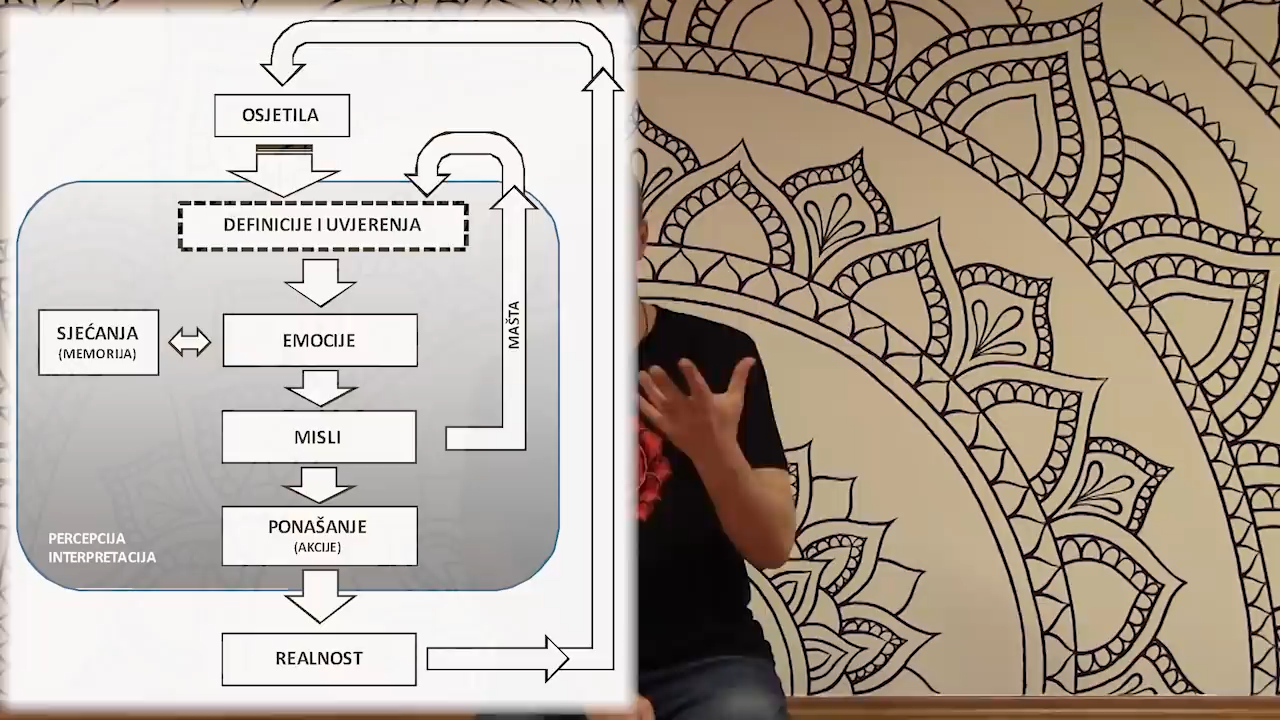 OSJETILA
DEFINICIJE I UVJERENJA
SJEĆANJA
(MEMORIJA)
EMOCIJE
MAŠTA
MISLI
PONAŠANJE
(AKCIJE)
PERCEPCIJA
INTERPRETACIJA
REALNOST